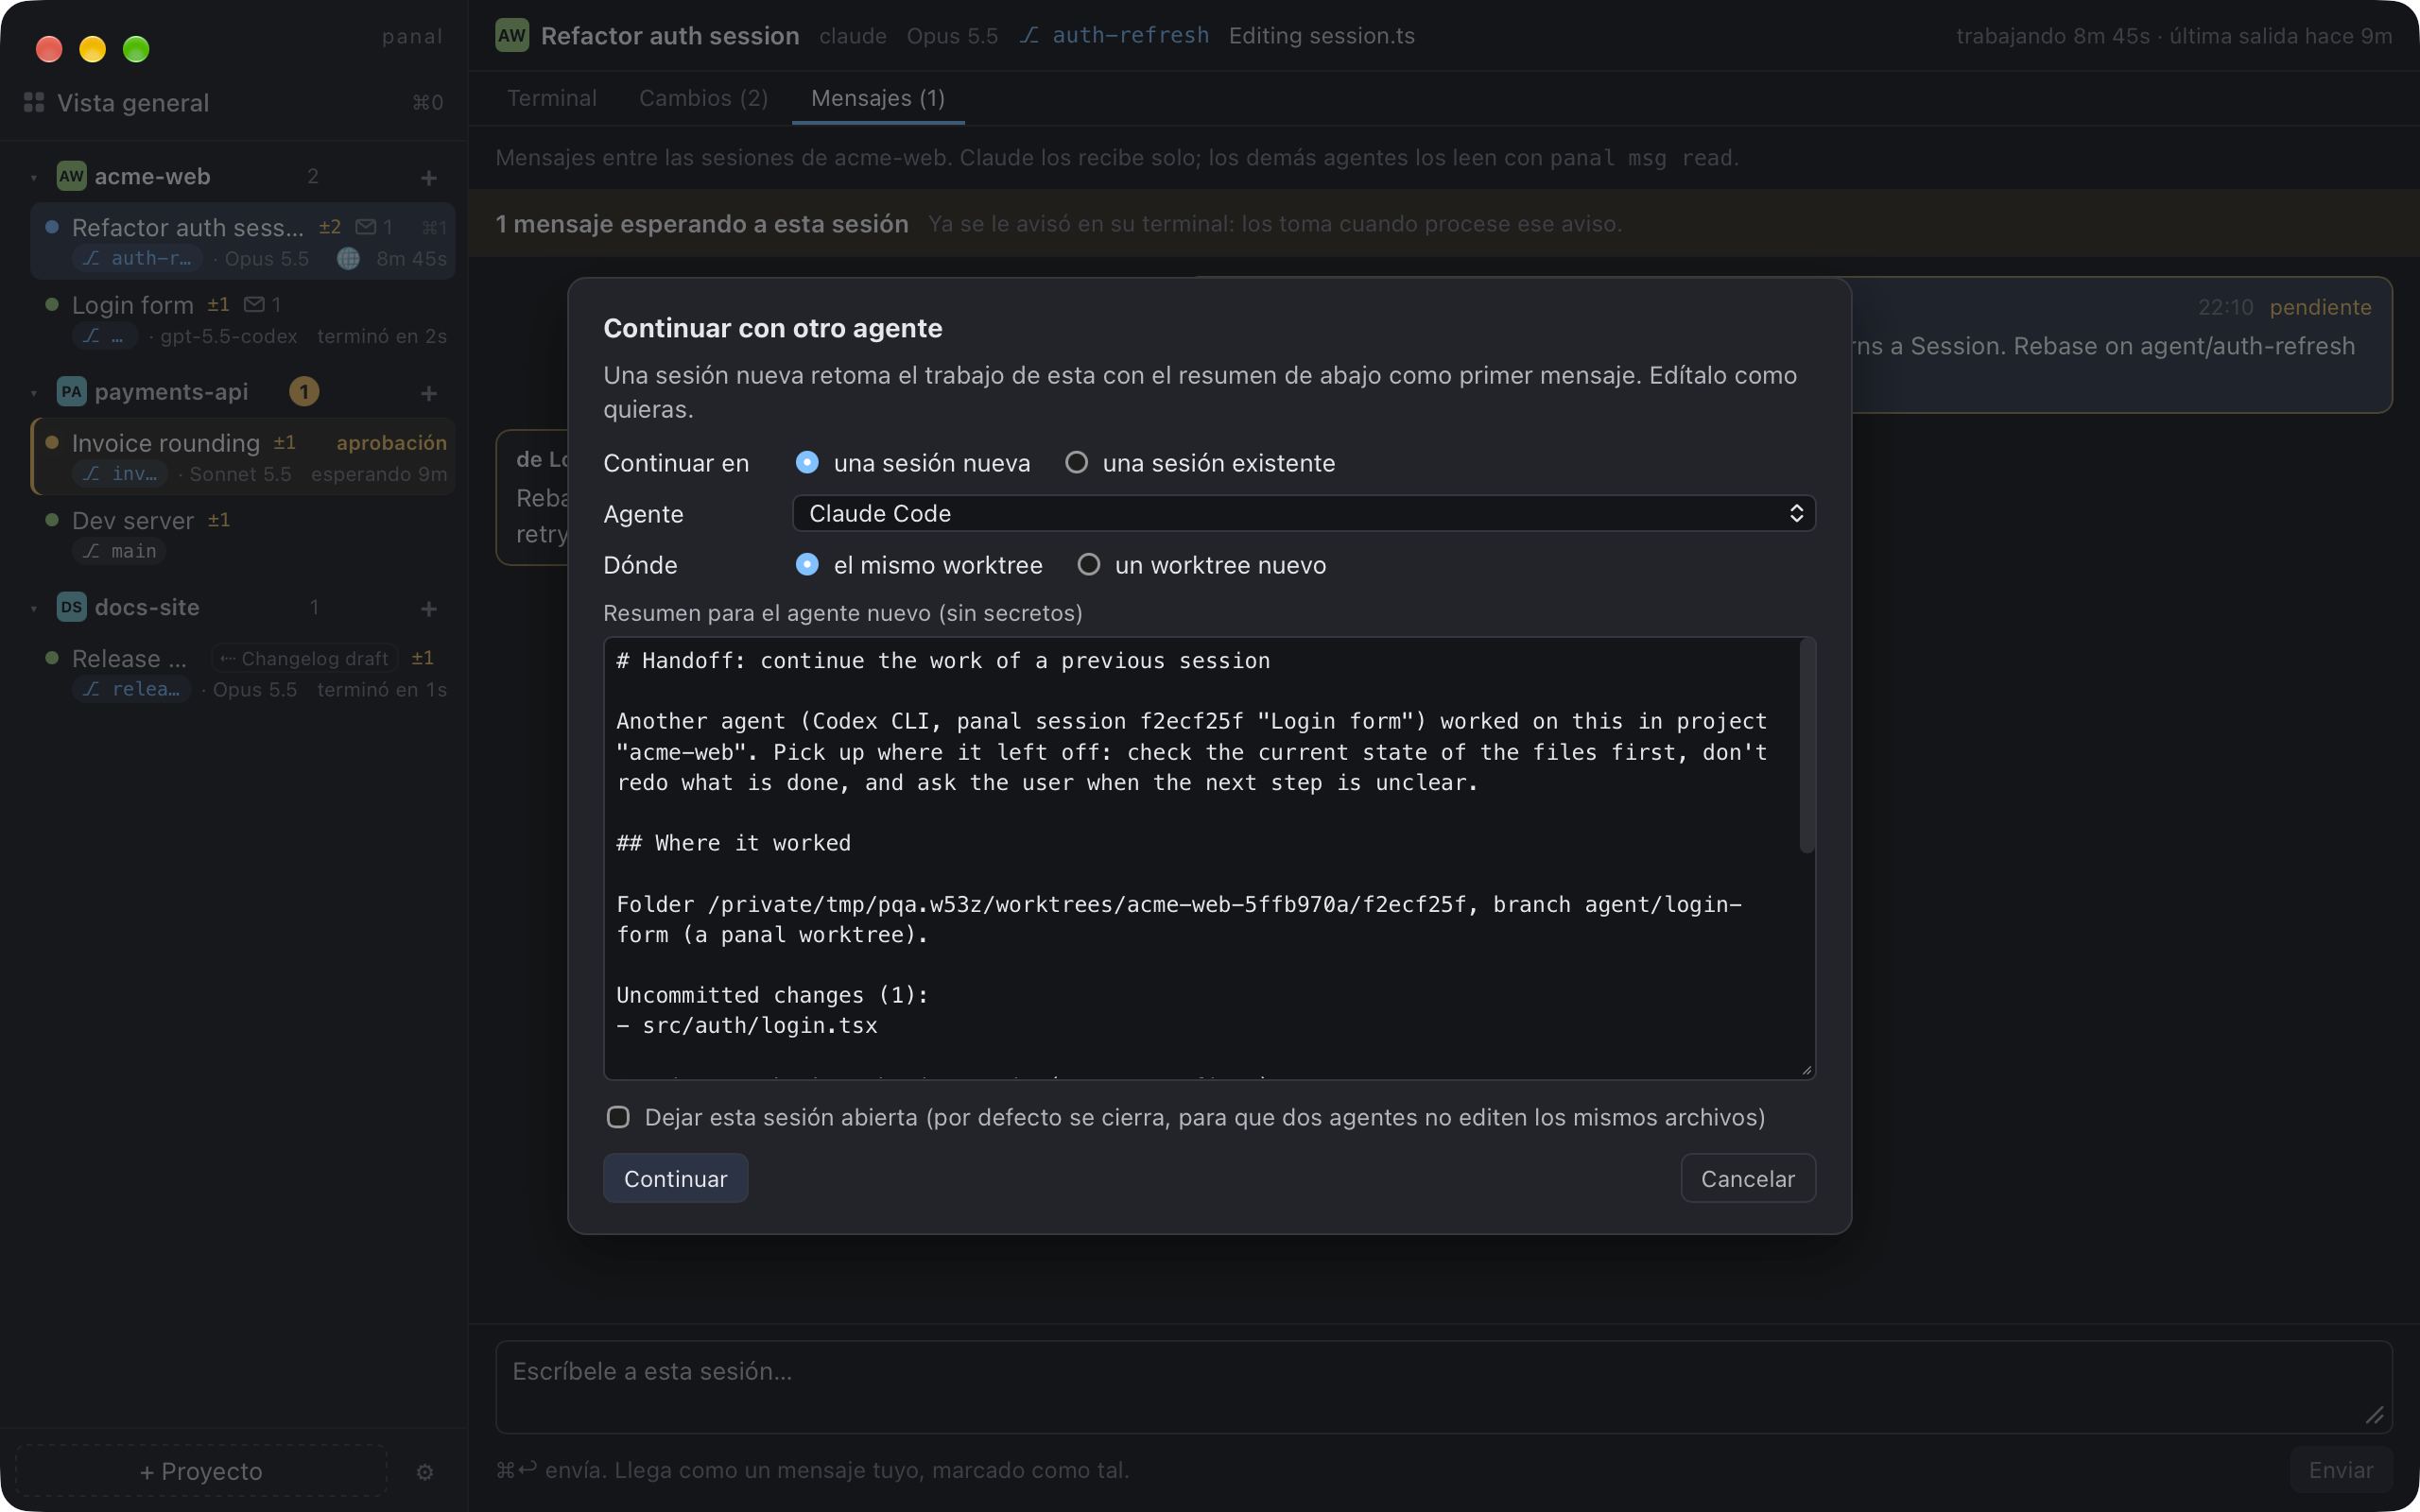 panal
Vista general ⌘0
AW acme-web 2 +
Refactor auth sess... ±2 1 ⌘1
auth-r... · Opus 5.5 8m 45s
Login form ±1 1
... · gpt-5.5-codex terminó en 2s
PA payments-api 1 +
Invoice rounding ±1 aprobación
inv... · Sonnet 5.5 esperando 9m
Dev server ±1
main
DS docs-site 1 +
Release ... Changelog draft ±1
relea... · Opus 5.5 terminó en 1s
+ Proyecto
AW Refactor auth session claude Opus 5.5 auth-refresh Editing session.ts
trabajando 8m 45s · última salida hace 9m
Terminal Cambios (2) Mensajes (1)
Mensajes entre las sesiones de acme-web. Claude los recibe solo; los demás agentes los leen con panal msg read.
1 mensaje esperando a esta sesión Ya se le avisó en su terminal: los toma cuando procese ese aviso.
22:10 pendiente
rns a Session. Rebase on agent/auth-refresh
de Lo
Reba
retry
Continuar con otro agente
Una sesión nueva retoma el trabajo de esta con el resumen de abajo como primer mensaje. Edítalo como
quieras.
Continuar en una sesión nueva una sesión existente
Agente Claude Code
Dónde el mismo worktree un worktree nuevo
Resumen para el agente nuevo (sin secretos)
# Handoff: continue the work of a previous session
Another agent (Codex CLI, panal session f2ecf25f "Login form") worked on this in project
"acme-web". Pick up where it left off: check the current state of the files first, don't
redo what is done, and ask the user when the next step is unclear.
## Where it worked
Folder /private/tmp/pqa.w53z/worktrees/acme-web-5ffb970a/f2ecf25f, branch agent/login-
form (a panal worktree).
Uncommitted changes (1):
- src/auth/login.tsx
Dejar esta sesión abierta (por defecto se cierra, para que dos agentes no editen los mismos archivos)
Continuar Cancelar
Escríbele a esta sesión...
⌘↩ envía. Llega como un mensaje tuyo, marcado como tal.
Enviar